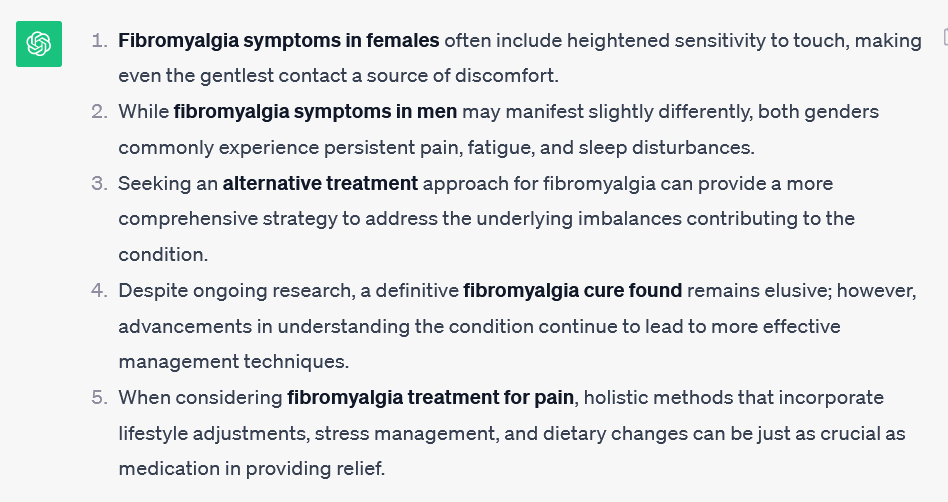 1. Fibromyalgia symptoms in females often include heightened sensitivity to touch, making
even the gentlest contact a source of discomfort.
2. While fibromyalgia symptoms in men may manifest slightly differently, both genders
commonly experience persistent pain, fatigue, and sleep disturbances.
3. Seeking an alternative treatment approach for fibromyalgia can provide a more
comprehensive strategy to address the underlying imbalances contributing to the
condition.
4. Despite ongoing research, a definitive fibromyalgia cure found remains elusive; however,
advancements in understanding the condition continue to lead to more effective
management techniques.
5. When considering fibromyalgia treatment for pain, holistic methods that incorporate
lifestyle adjustments, stress management, and dietary changes can be just as crucial as
medication in providing relief.